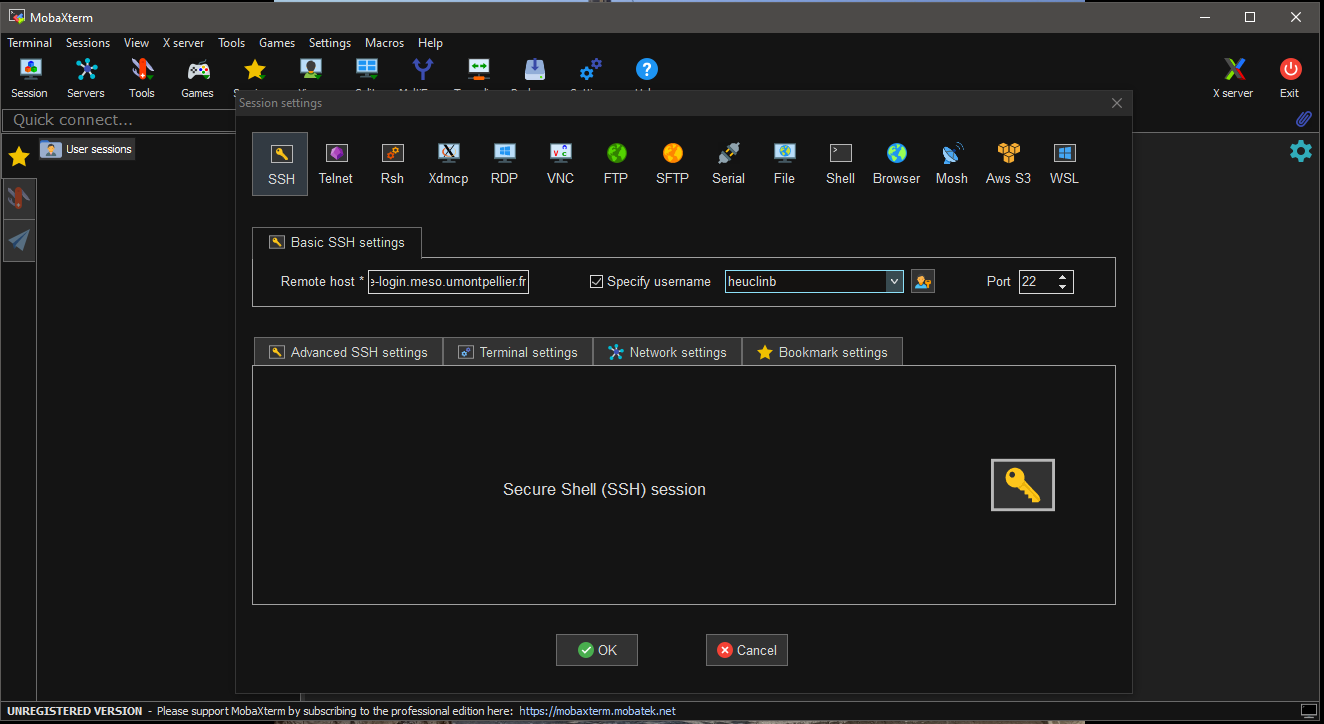 MobaXterm
Terminal Sessions View X server Tools Games Settings Macros Help
Session Servers Tools Games X server Exit
Session settings
Quick connect...
User sessions
SSH Telnet Rsh Xdmcp RDP VNC FTP SFTP Serial File Shell Browser Mosh Aws S3 WSL
Basic SSH settings
Remote host * e-login.meso.umontpellier.fr Specify username heuclinb Port 22
Advanced SSH settings Terminal settings Network settings Bookmark settings
Secure Shell (SSH) session
OK Cancel
UNREGISTERED VERSION - Please support MobaXterm by subscribing to the professional edition here: https://mobaxterm.mobatek.net